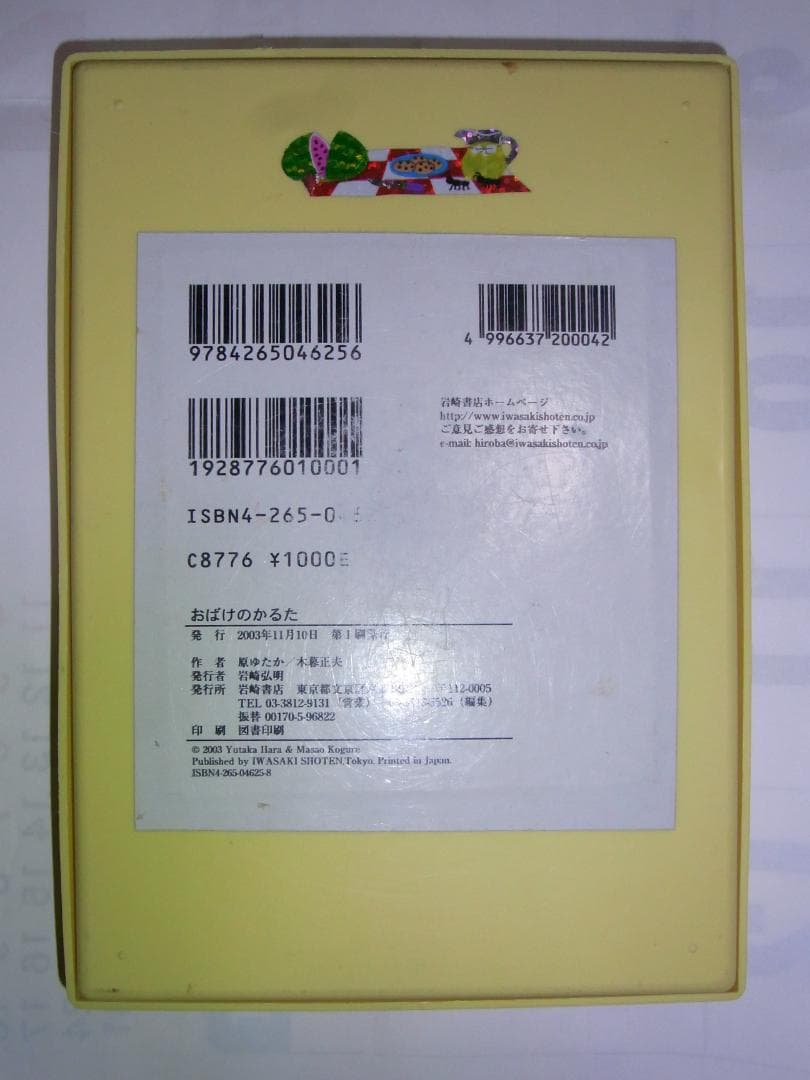 9784265046256
4 996637 200042
1928776010001
岩崎書店ホームページ
http://www.iwasakishoten.co.jp
ご意見ご感想をお寄せ下さい。
e-mail: hiroba@iwasakishoten.co.jp
ISBN4-265-0
C8776 ¥1000E
おばけのかるた
発 行 2003年11月10日 第1刷発行
作 者 原ゆたか/木暮正夫
発行者 岩崎弘明
発行所 岩崎書店 東京都文京区 〒112-0005
TEL 03-3812-9131(営業) (編集)
振替 00170-5-96822
印 刷 図書印刷
© 2003 Yutaka Hara & Masao Kogure
Published by IWASAKI SHOTEN,Tokyo. Printed in Japan.
ISBN4-265-04625-8